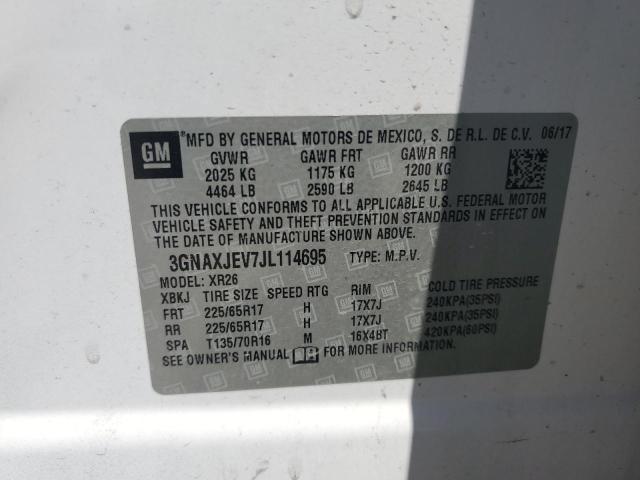 GM ® MFD BY GENERAL MOTORS DE MEXICO, S. DE R.L. DE C.V. 06/17
GVWR GAWR FRT GAWR RR
2025 KG 1175 KG 1200 KG
4464 LB 2590 LB 2645 LB
THIS VEHICLE CONFORMS TO ALL APPLICABLE U.S. FEDERAL MOTOR
VEHICLE SAFETY AND THEFT PREVENTION STANDARDS IN EFFECT ON
THE DATE OF MANUFACTURE SHOWN ABOVE.
3GNAXJEV7JL114695 TYPE: M.P.V.
MODEL: XR26
XBKJ TIRE SIZE SPEED RTG RIM COLD TIRE PRESSURE
FRT 225/65R17 H 17X7J 240KPA(35PSI)
RR 225/65R17 H 17X7J 240KPA(35PSI)
SPA T135/70R16 M 16X4BT 420KPA(60PSI)
SEE OWNER'S MANUAL FOR MORE INFORMATION.